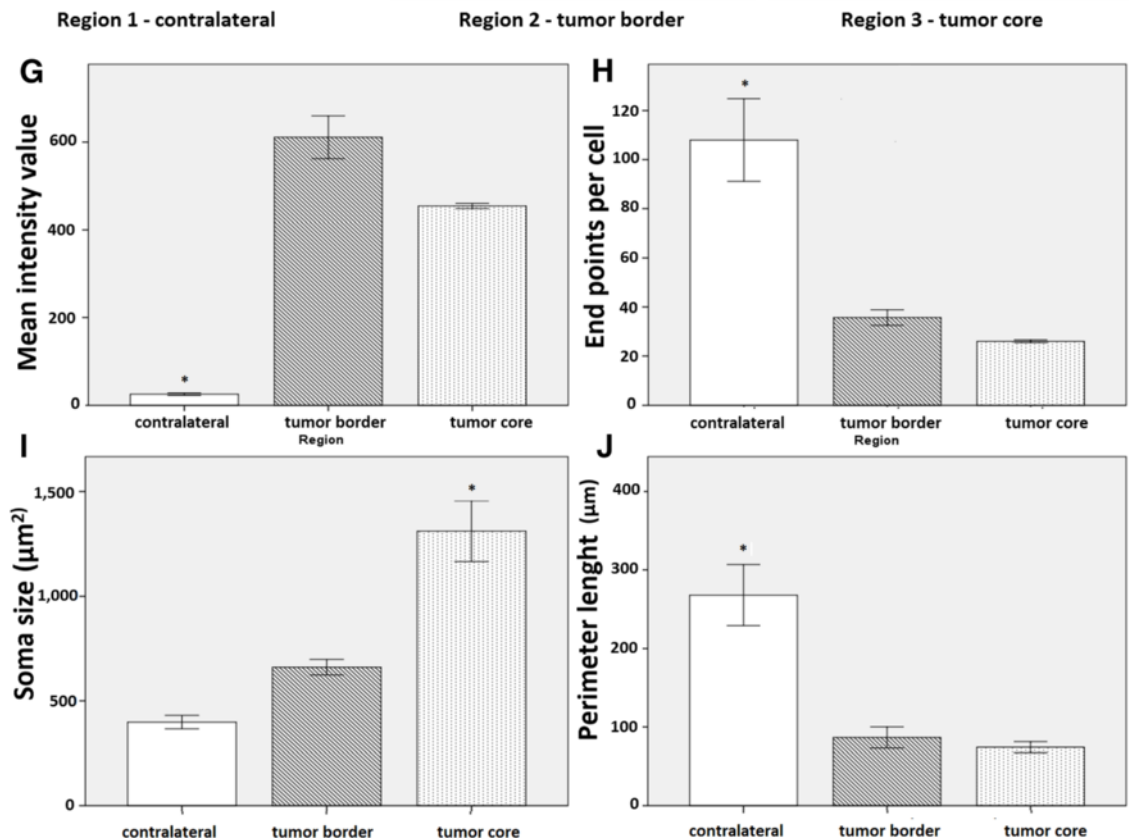 Region 1 - contralateral Region 2 - tumor border Region 3 - tumor core
G
Mean intensity value
600
400
200
0
*
contralateral tumor border tumor core
Region
H
End points per cell
120
100
80
60
40
20
0
*
contralateral tumor border tumor core
Region
I
Soma size (µm²)
1,500
1,000
500
0
*
contralateral tumor border tumor core
J
Perimeter lenght (µm)
400
300
200
100
0
*
contralateral tumor border tumor core